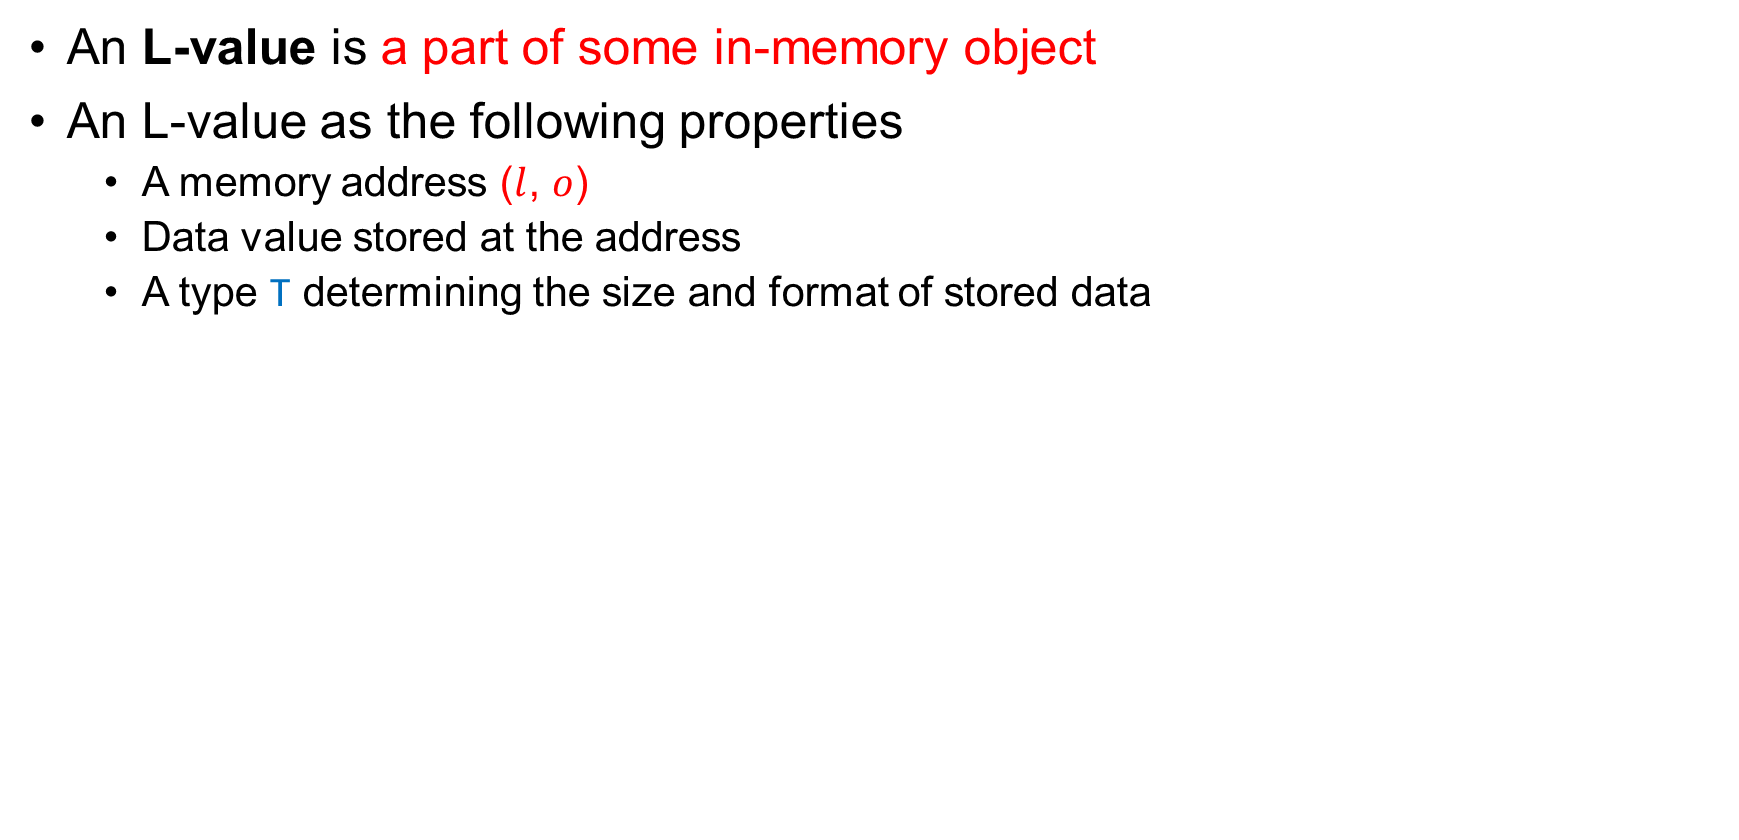 • An L-value is a part of some in-memory object
• An L-value as the following properties
• A memory address (l, o)
• Data value stored at the address
• A type T determining the size and format of stored data